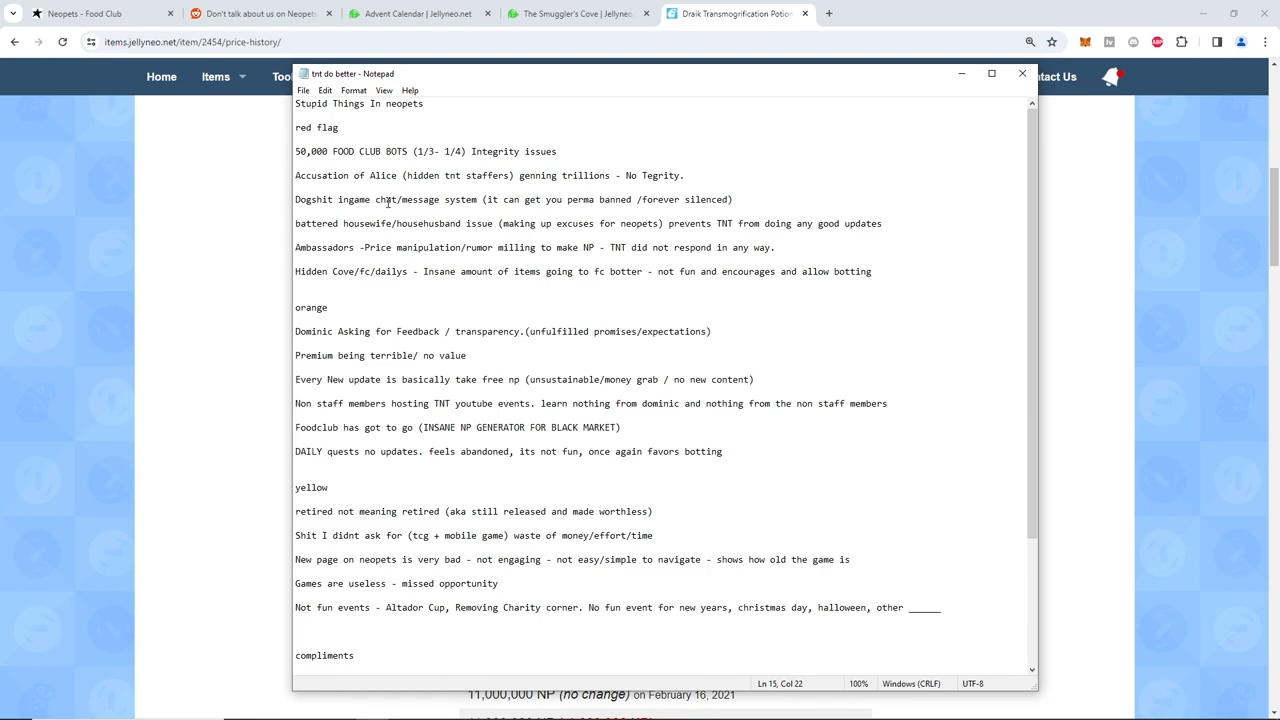 Neopets - Food Club
Don't talk about us on Neopets
Advent Calendar | Jellyneo.net
The Smuggler's Cove | Jellyneo.
Draik Transmogrification Potion
items.jellyneo.net/item/2454/price-history/
Home
Items
Tool
tact Us
tnt do better - Notepad
File Edit Format View Help
Stupid Things In neopets
red flag
50,000 FOOD CLUB BOTS (1/3- 1/4) Integrity issues
Accusation of Alice (hidden tnt staffers) genning trillions - No Tegrity.
Dogshit ingame chat/message system (it can get you perma banned /forever silenced)
battered housewife/househusband issue (making up excuses for neopets) prevents TNT from doing any good updates
Ambassadors -Price manipulation/rumor milling to make NP - TNT did not respond in any way.
Hidden Cove/fc/dailys - Insane amount of items going to fc botter - not fun and encourages and allow botting
orange
Dominic Asking for Feedback / transparency.(unfulfilled promises/expectations)
Premium being terrible/ no value
Every New update is basically take free np (unsustainable/money grab / no new content)
Non staff members hosting TNT youtube events. learn nothing from dominic and nothing from the non staff members
Foodclub has got to go (INSANE NP GENERATOR FOR BLACK MARKET)
DAILY quests no updates. feels abandoned, its not fun, once again favors botting
yellow
retired not meaning retired (aka still released and made worthless)
Shit I didnt ask for (tcg + mobile game) waste of money/effort/time
New page on neopets is very bad - not engaging - not easy/simple to navigate - shows how old the game is
Games are useless - missed opportunity
Not fun events - Altador Cup, Removing Charity corner. No fun event for new years, christmas day, halloween, other ______
compliments
Ln 15, Col 22
100%
Windows (CRLF)
UTF-8
11,000,000 NP (no change) on February 16, 2021